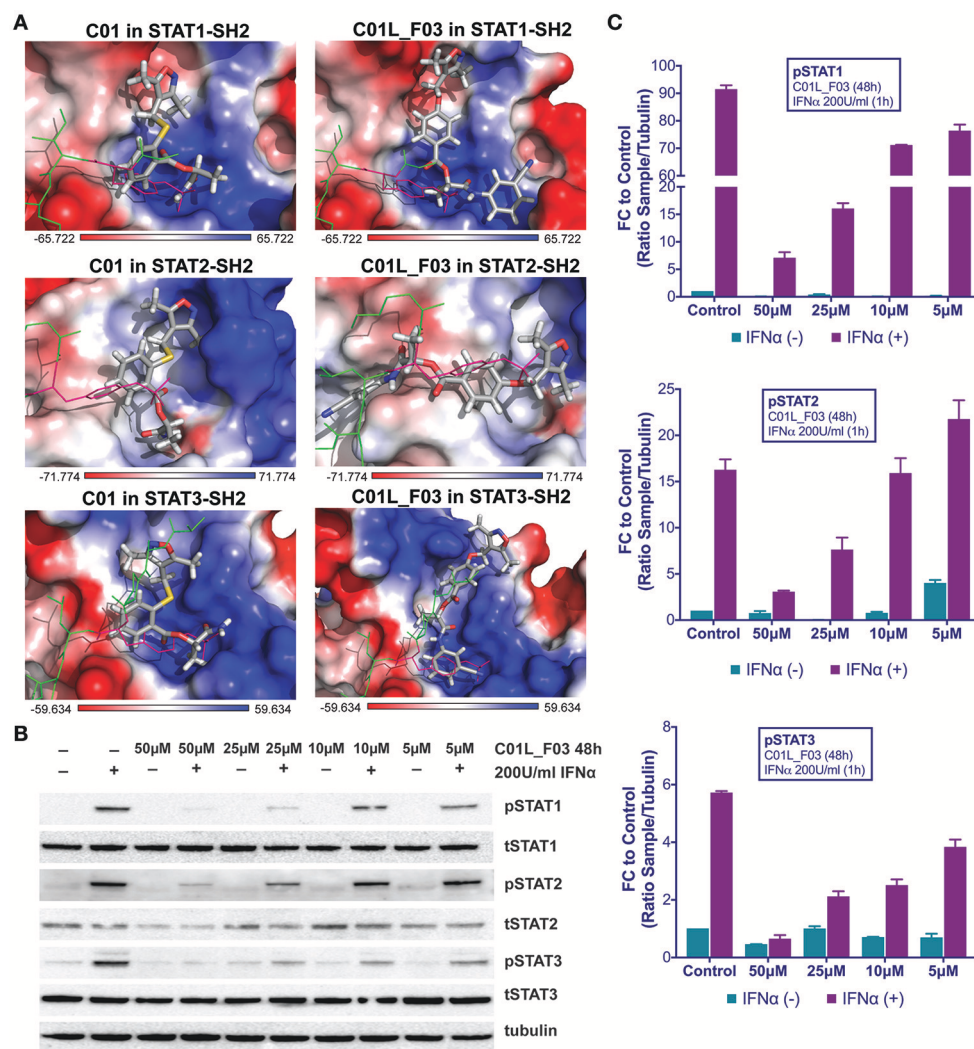 A
C01 in STAT1-SH2
C01L_F03 in STAT1-SH2
-65.722 65.722
-65.722 65.722
C01 in STAT2-SH2
C01L_F03 in STAT2-SH2
-71.774 71.774
-71.774 71.774
C01 in STAT3-SH2
C01L_F03 in STAT3-SH2
-59.634 59.634
-59.634 59.634
B
– – 50µM 50µM 25µM 25µM 10µM 10µM 5µM 5µM C01L_F03 48h
– + – + – + – + – + 200U/ml IFNα
pSTAT1
tSTAT1
pSTAT2
tSTAT2
pSTAT3
tSTAT3
tubulin
C
FC to Control
(Ratio Sample/Tubulin)
100
90
80
70
60
20
15
10
5
0
pSTAT1
C01L_F03 (48h)
IFNα 200U/ml (1h)
Control 50µM 25µM 10µM 5µM
IFNα (-) IFNα (+)
FC to Control
(Ratio Sample/Tubulin)
25
20
15
10
5
0
pSTAT2
C01L_F03 (48h)
IFNα 200U/ml (1h)
Control 50µM 25µM 10µM 5µM
IFNα (-) IFNα (+)
FC to Control
(Ratio Sample/Tubulin)
8
6
4
2
0
pSTAT3
C01L_F03 (48h)
IFNα 200U/ml (1h)
Control 50µM 25µM 10µM 5µM
IFNα (-) IFNα (+)